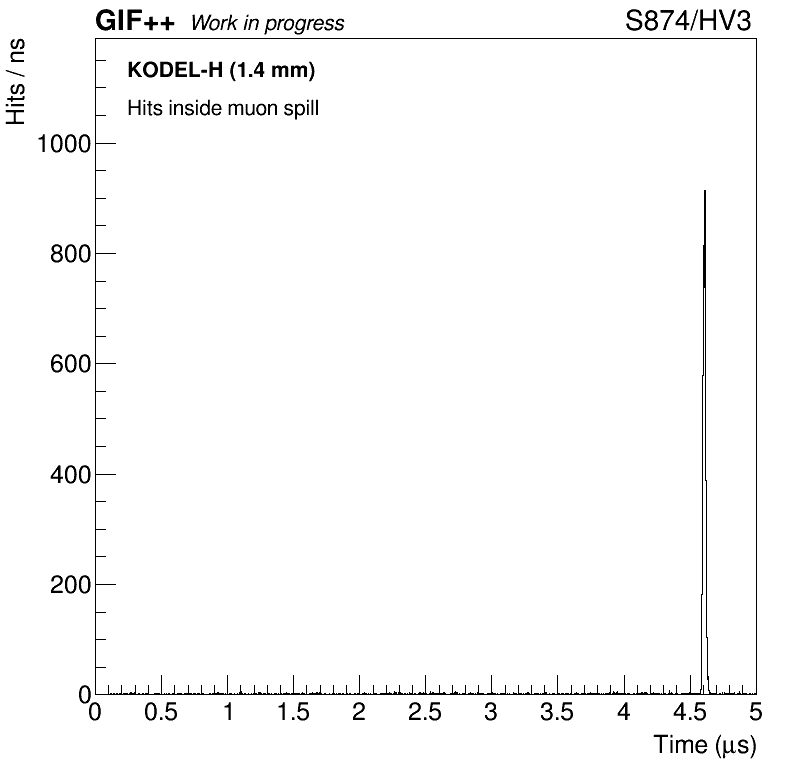 GIF++ Work in progress S874/HV3
Hits / ns
KODEL-H (1.4 mm)
Hits inside muon spill
1000
800
600
400
200
0
0 0.5 1 1.5 2 2.5 3 3.5 4 4.5 5
Time (μs)